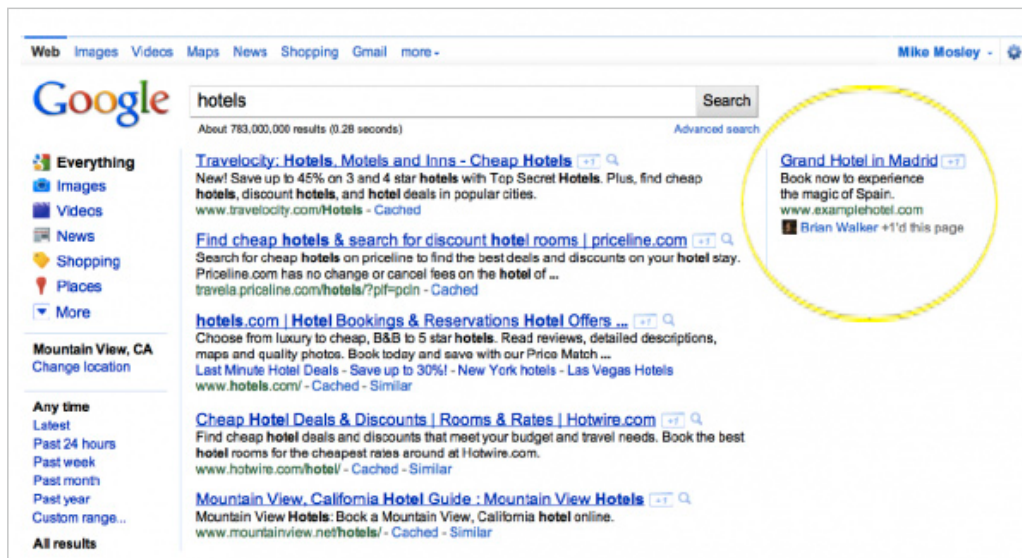 Web Images Videos Maps News Shopping Gmail more
Mike Mosley
Google
hotels
Search
About 783,000,000 results (0.28 seconds)
Advanced search
Everything
Images
Videos
News
Shopping
Places
More
Mountain View, CA
Change location
Any time
Latest
Past 24 hours
Past week
Past month
Past year
Custom range...
All results
Travelocity: Hotels, Motels and Inns - Cheap Hotels +1
New! Save up to 45% on 3 and 4 star hotels with Top Secret Hotels. Plus, find cheap
hotels, discount hotels, and hotel deals in popular cities.
www.travelocity.com/Hotels - Cached
Find cheap hotels & search for discount hotel rooms | priceline.com +1
Search for cheap hotels on priceline to find the best deals and discounts on your hotel stay.
Priceline.com has no change or cancel fees on the hotel of ...
travela.priceline.com/hotels/?plf=pcln - Cached
hotels.com | Hotel Bookings & Reservations Hotel Offers ... +1
Choose from luxury to cheap, B&B to 5 star hotels. Read reviews, detailed descriptions,
maps and quality photos. Book today and save with our Price Match ...
Last Minute Hotel Deals - Save up to 30%! - New York hotels - Las Vegas Hotels
www.hotels.com/ - Cached - Similar
Cheap Hotel Deals & Discounts | Rooms & Rates | Hotwire.com +1
Find cheap hotel deals and discounts that meet your budget and travel needs. Book the best
hotel rooms for the cheapest rates around at Hotwire.com.
www.hotwire.com/hotel/ - Cached - Similar
Mountain View, California Hotel Guide : Mountain View Hotels +1
Mountain View Hotels: Book a Mountain View, California hotel online.
www.mountainview.net/hotels/ - Cached - Similar
Grand Hotel in Madrid +1
Book now to experience
the magic of Spain.
www.examplehotel.com
Brian Walker +1'd this page